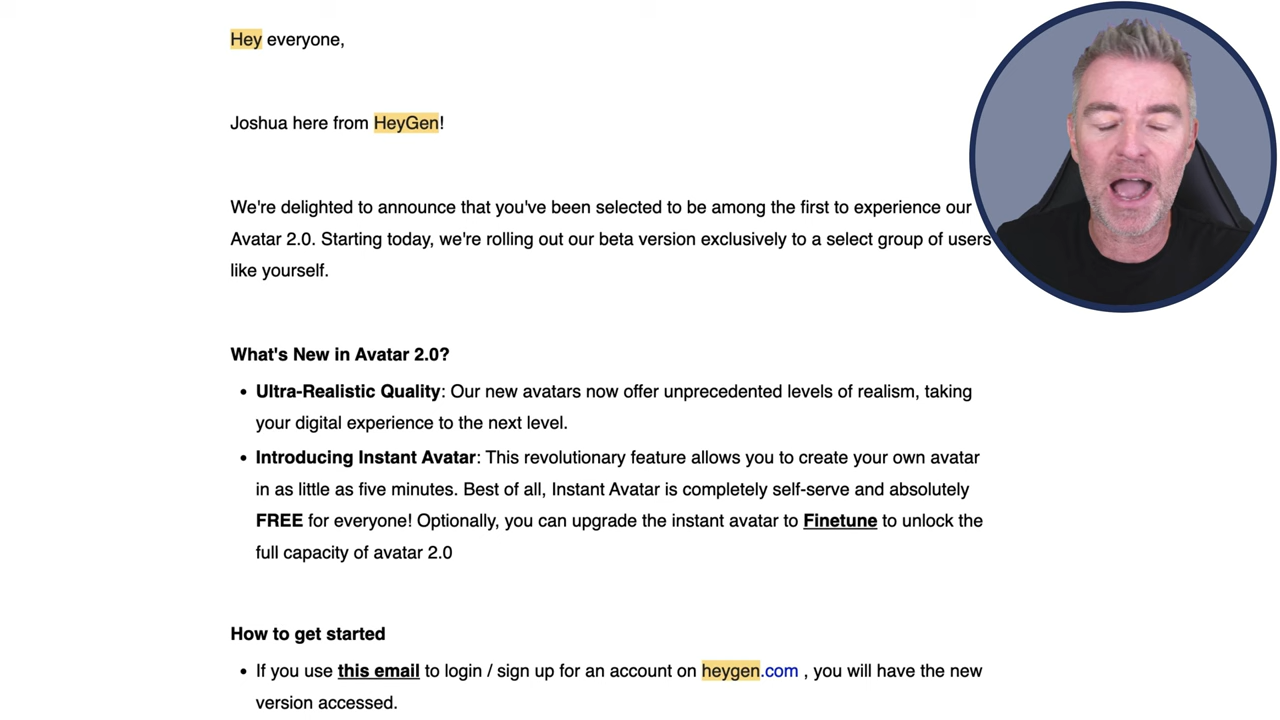 Hey everyone,
Joshua here from HeyGen!
We're delighted to announce that you've been selected to be among the first to experience our
Avatar 2.0. Starting today, we're rolling out our beta version exclusively to a select group of users
like yourself.
What's New in Avatar 2.0?
• Ultra-Realistic Quality: Our new avatars now offer unprecedented levels of realism, taking
your digital experience to the next level.
• Introducing Instant Avatar: This revolutionary feature allows you to create your own avatar
in as little as five minutes. Best of all, Instant Avatar is completely self-serve and absolutely
FREE for everyone! Optionally, you can upgrade the instant avatar to Finetune to unlock the
full capacity of avatar 2.0
How to get started
• If you use this email to login / sign up for an account on heygen.com , you will have the new
version accessed.